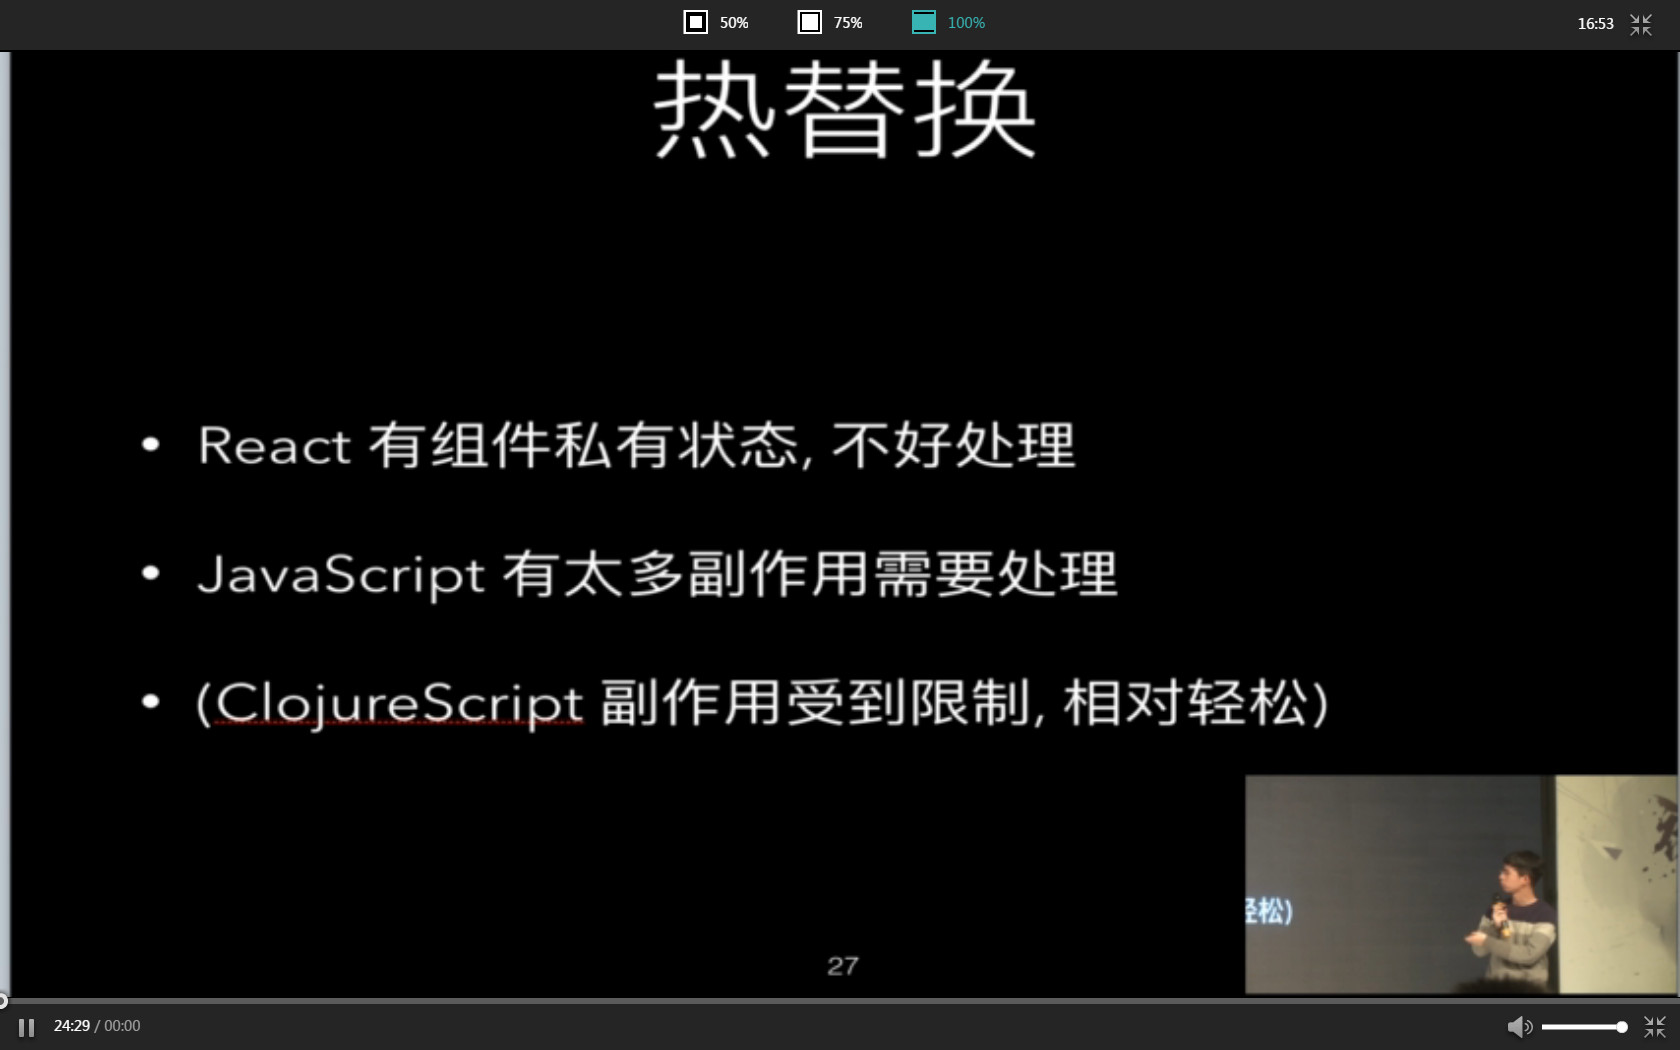 50% 75% 100% 16:53
热替换
• React 有组件私有状态, 不好处理
• JavaScript 有太多副作用需要处理
• (ClojureScript 副作用受到限制, 相对轻松)
轻松)
27
24:29 / 00:00